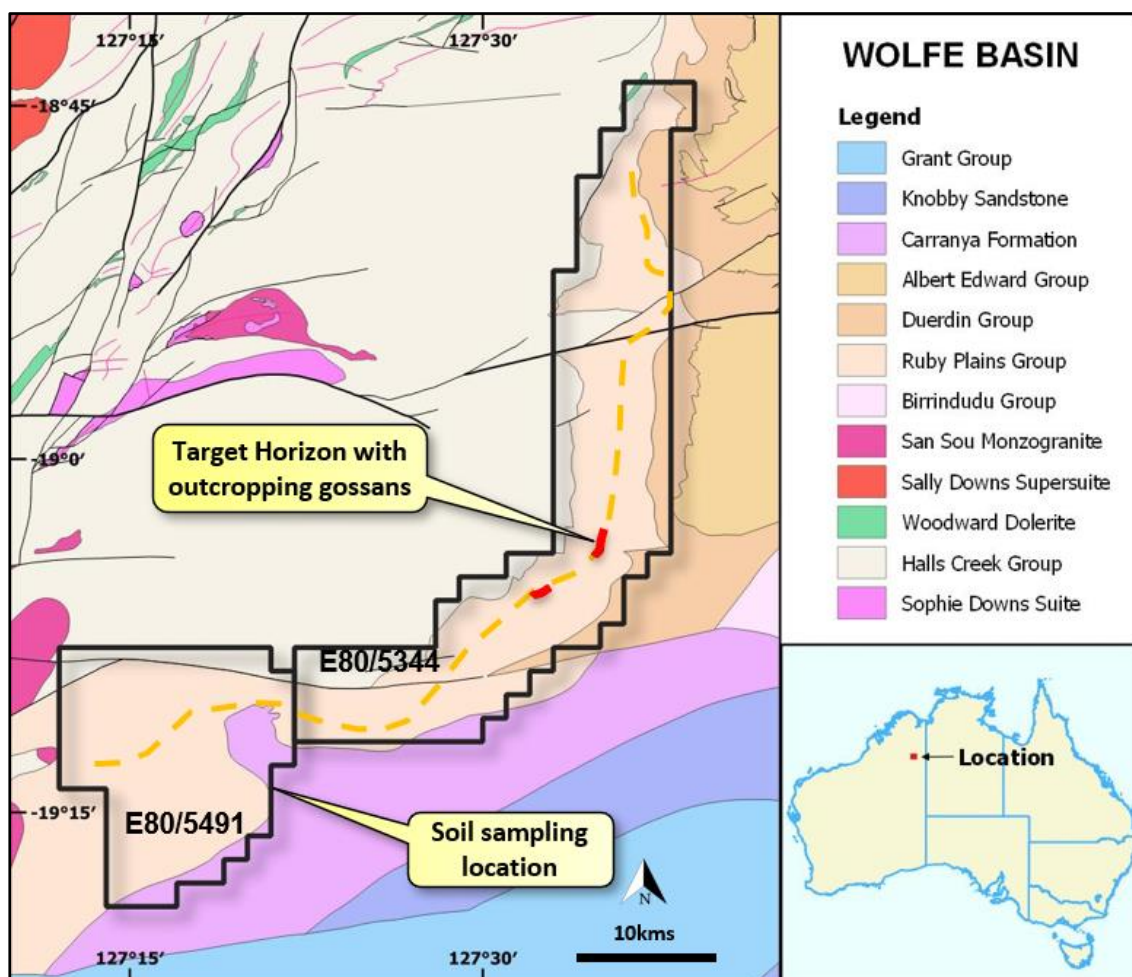 127°15'
127°30'
-18°45'
Target Horizon with
outcropping gossans
-19°0'
E80/5344
-19°15'
E80/5491
Soil sampling
location
N
10kms
127°15'
127°30'
WOLFE BASIN
Legend
Grant Group
Knobby Sandstone
Carranya Formation
Albert Edward Group
Duerdin Group
Ruby Plains Group
Birrindudu Group
San Sou Monzogranite
Sally Downs Supersuite
Woodward Dolerite
Halls Creek Group
Sophie Downs Suite
Location